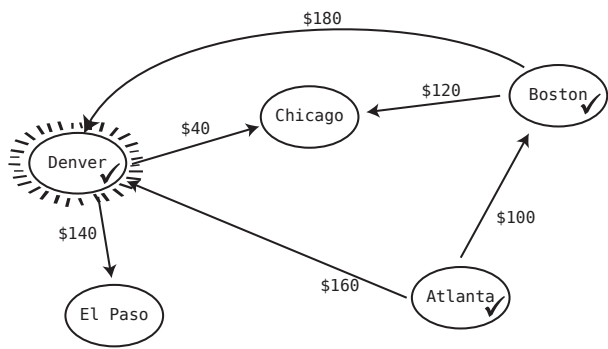 $180
$120
Boston
Chicago
$40
Denver
$100
$140
$160
Atlanta
El Paso